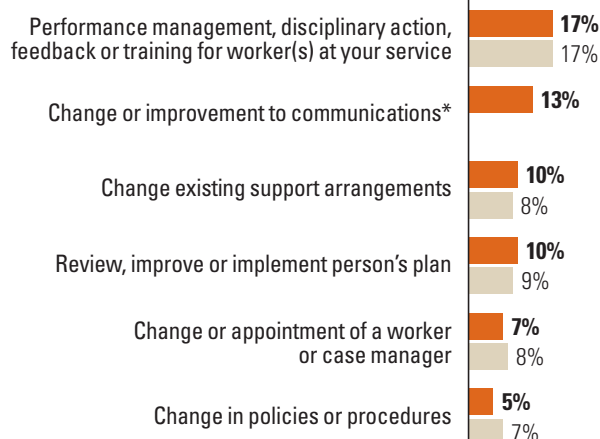 Performance management, disciplinary action,
feedback or training for worker(s) at your service
17%
17%
Change or improvement to communications*
13%
Change existing support arrangements
10%
8%
Review, improve or implement person's plan
10%
9%
Change or appointment of a worker
or case manager
7%
8%
Change in policies or procedures
5%
7%